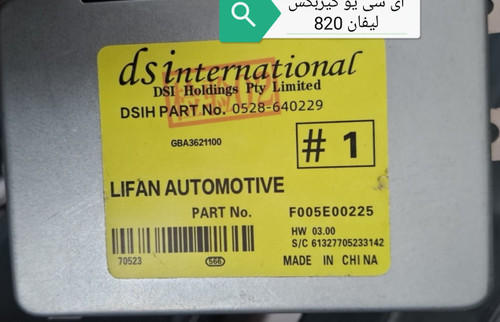 ای سی یو گیربکس
لیفان 820
ds international
DSI Holdings Pty Limited
DSIH PART No. 0528-640229
GBA3621100
# 1
LIFAN AUTOMOTIVE
PART No. F005E00225
HW 03.00
S/C 61327705233142
70523 566 MADE IN CHINA